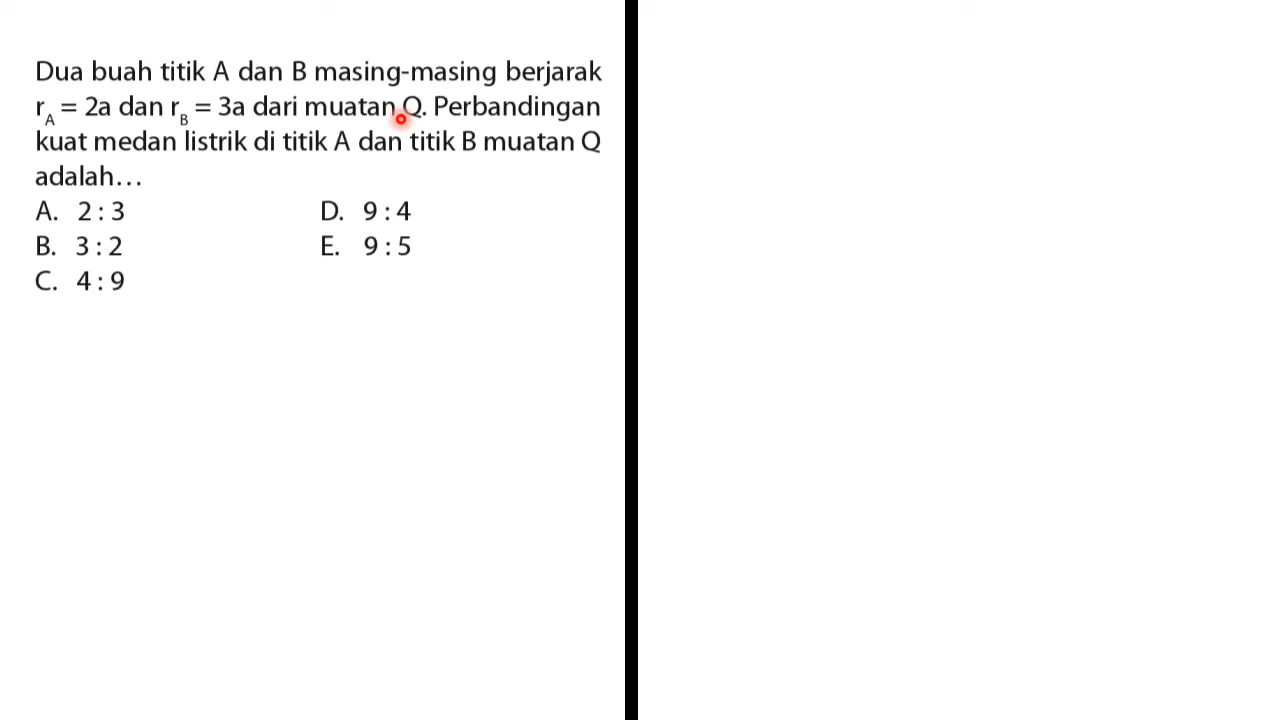 Dua buah titik A dan B masing-masing berjarak
r_A = 2a dan r_B = 3a dari muatan Q. Perbandingan
kuat medan listrik di titik A dan titik B muatan Q
adalah…
A. 2 : 3
B. 3 : 2
C. 4 : 9
D. 9 : 4
E. 9 : 5